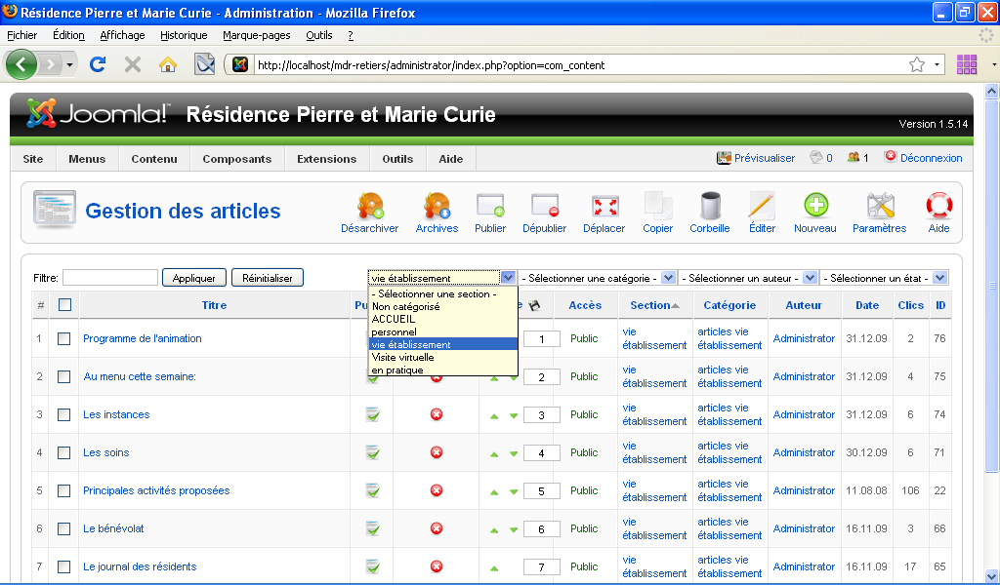 Résidence Pierre et Marie Curie - Administration - Mozilla Firefox
Fichier Édition Affichage Historique Marque-pages Outils ?
http://localhost/mdr-retiers/administrator/index.php?option=com_content
Joomla! Résidence Pierre et Marie Curie
Version 1.5.14
Site Menus Contenu Composants Extensions Outils Aide Prévisualiser 0 1 Déconnexion
Gestion des articles
Désarchiver Archives Publier Dépublier Déplacer Copier Corbeille Éditer Nouveau Paramètres Aide
Filtre: Appliquer Réinitialiser vie établissement - Sélectionner une catégorie - - Sélectionner un auteur - - Sélectionner un état -
- Sélectionner une section -
Non catégorisé
ACCUEIL
personnel
vie établissement
Visite virtuelle
en pratique
# Titre Accès Section Catégorie Auteur Date Clics ID
1 Programme de l'animation 1 Public vie établissement articles vie établissement Administrator 31.12.09 2 76
2 Au menu cette semaine: 2 Public vie établissement articles vie établissement Administrator 31.12.09 4 75
3 Les instances 3 Public vie établissement articles vie établissement Administrator 31.12.09 6 74
4 Les soins 4 Public vie établissement articles vie établissement Administrator 30.12.09 6 71
5 Principales activités proposées 5 Public vie établissement articles vie établissement Administrator 11.08.08 106 22
6 Le bénévolat 6 Public vie établissement articles vie établissement Administrator 16.11.09 3 66
7 Le journal des résidents 7 Public vie établissement articles vie établissement Administrator 16.11.09 17 65